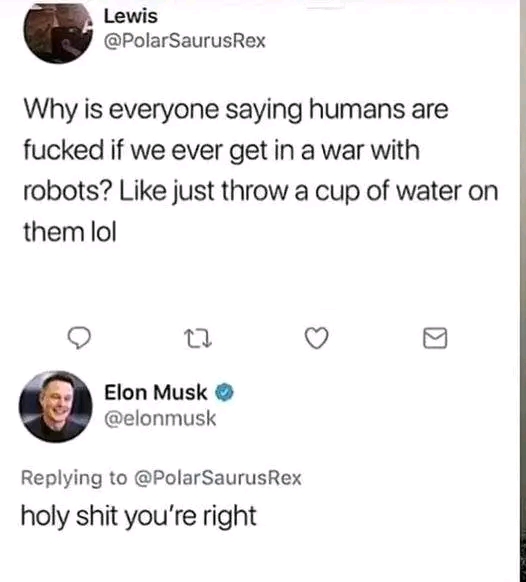 Lewis
@PolarSaurusRex
Why is everyone saying humans are
fucked if we ever get in a war with
robots? Like just throw a cup of water on
them lol
Elon Musk
@elonmusk
Replying to @PolarSaurusRex
holy shit you're right